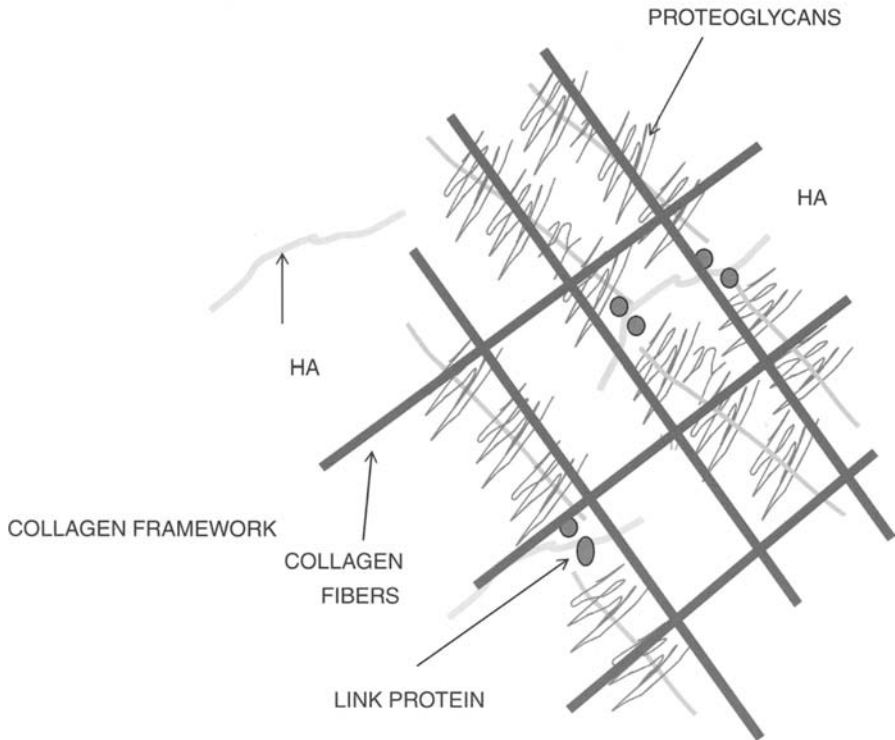 PROTEOGLYCANS
HA
HA
COLLAGEN FRAMEWORK
COLLAGEN
FIBERS
LINK PROTEIN